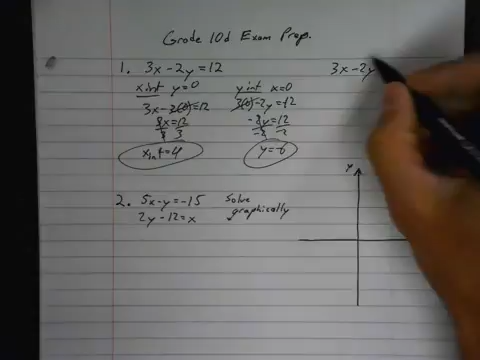 Grade 10d Exam Prep.
1. 3x - 2y = 12
x int y = 0
3x - 2(0) = 12
3x = 12
3 3
x int = 4
y int x = 0
3(0) - 2y = 12
-2y = 12
-2 -2
y = -6
3x - 2y
2. 5x - y = -15 Solve
2y - 12 = x graphically
y